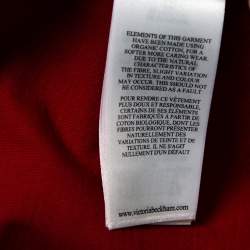 ELEMENTS OF THIS GARMENT
HAVE BEEN MADE USING
ORGANIC COTTON, FOR A
SOFTER MORE CARING WEAR.
DUE TO THE NATURAL
CHARACTERISTICS OF
THE FIBRE, SLIGHT VARIATION
IN TEXTURE AND COLOUR
MAY OCCUR. THIS SHOULD NOT
BE CONSIDERED AS A FAULT
POUR RENDRE CE VÊTEMENT
PLUS DOUX ET RESPONSABLE,
CERTAINS DE SES ÉLÉMENTS
SONT FABRIQUÉS À PARTIR DE
COTON BIOLOGIQUE, DONT LES
FIBRES POURRONT PRÉSENTER
NATURELLEMENT DES
VARIATIONS DE TEINTE ET DE
TEXTURE. IL NE S'AGIT
NULLEMENT D'UN DÉFAUT
www.victoriabeckham.com